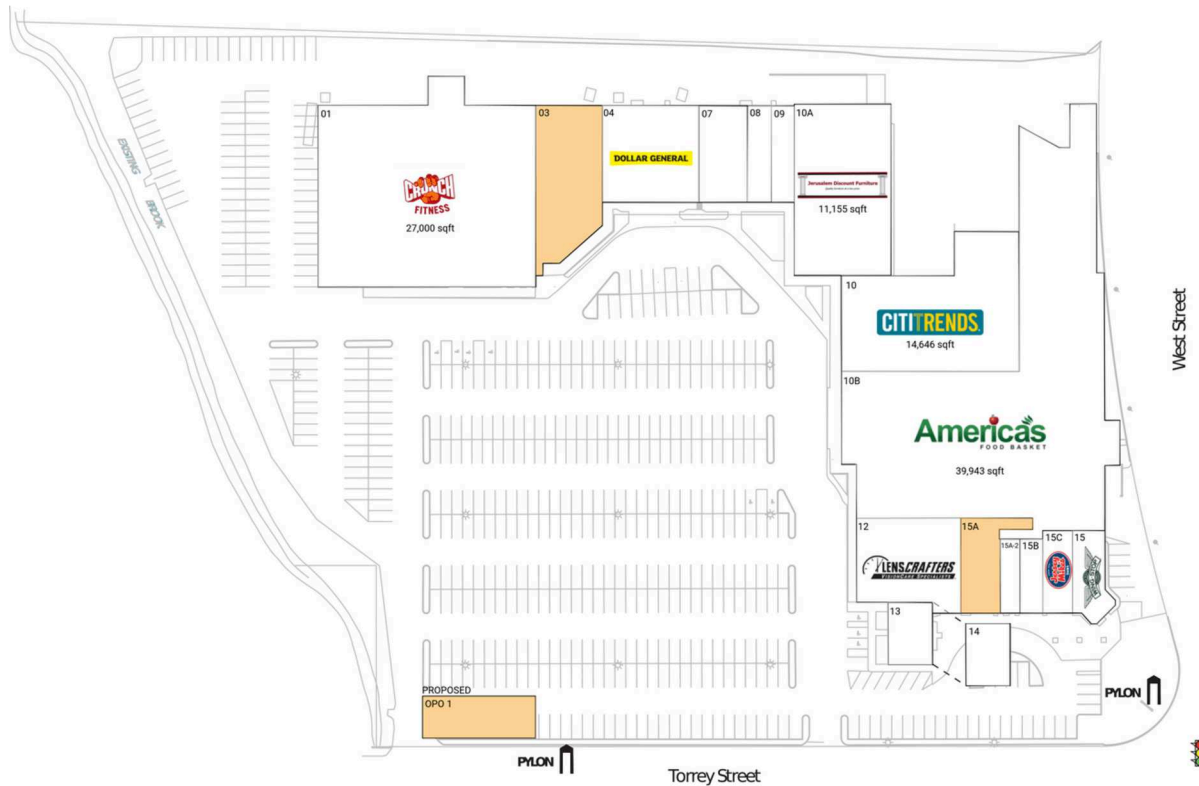 EXISTING
BROOK
01
CRUNCH
FITNESS
27,000 sqft
03
04
DOLLAR GENERAL
07
08
09
10A
Jerusalem Discount Furniture
11,155 sqft
10
CITITRENDS.
14,646 sqft
10B
America's
FOOD BASKET
39,943 sqft
West Street
12
LENSCRAFTERS
VISIONCARE SPECIALISTS
15A
15A-2
15B
15C
15
13
14
PROPOSED
OPO 1
PYLON
PYLON
Torrey Street